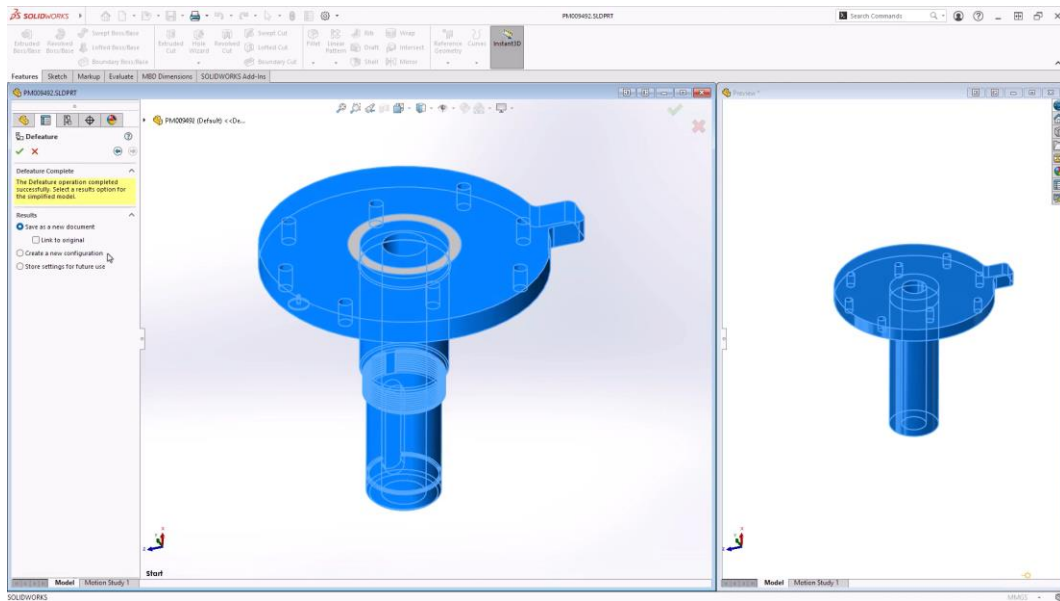 SOLIDWORKS
PM009492.SLDPRT
Search Commands
Extruded Boss/Base
Revolved Boss/Base
Swept Boss/Base
Lofted Boss/Base
Boundary Boss/Base
Extruded Cut
Hole Wizard
Revolved Cut
Swept Cut
Lofted Cut
Boundary Cut
Fillet
Linear Pattern
Rib
Draft
Shell
Wrap
Intersect
Mirror
Reference Geometry
Curves
Instant3D
Features
Sketch
Markup
Evaluate
MBD Dimensions
SOLIDWORKS Add-Ins
PM009492.SLDPRT
Preview *
PM009492 (Default) <<De...
Defeature
Defeature Complete
The Defeature operation completed
successfully. Select a results option for
the simplified model.
Results
Save as a new document
Link to original
Create a new configuration
Store settings for future use
Start
Model
Motion Study 1
Model
Motion Study 1
SOLIDWORKS
MMGS